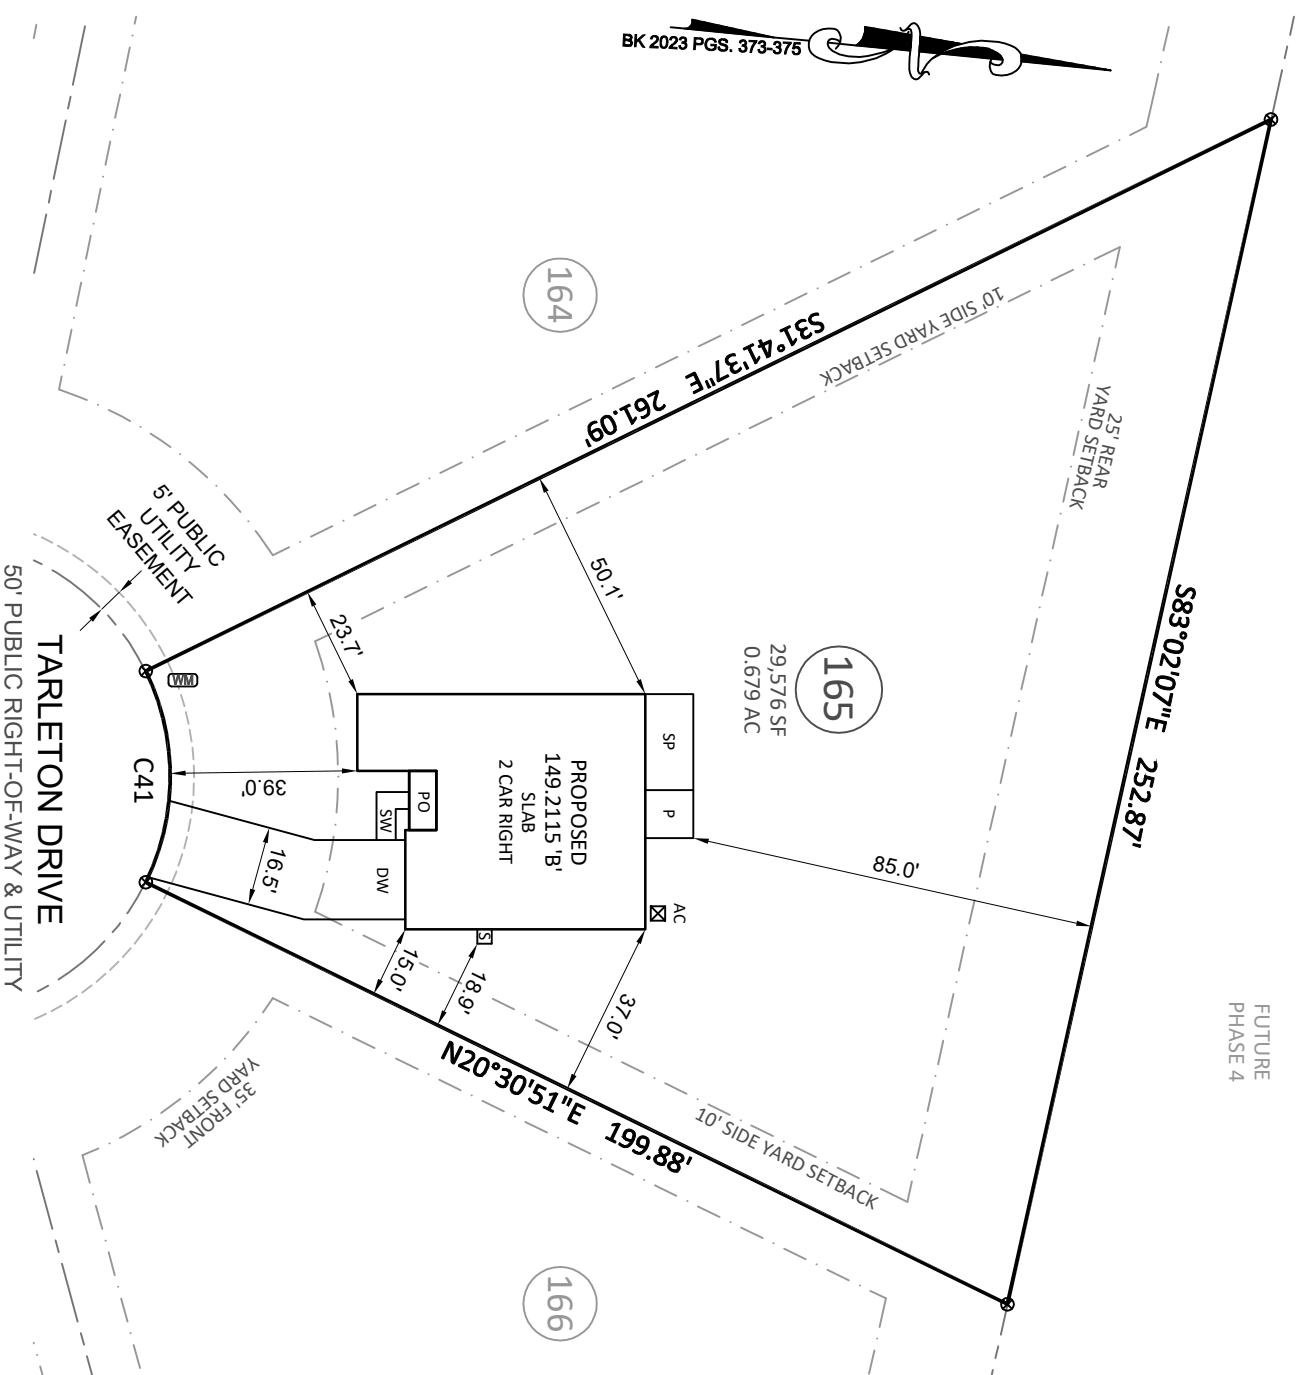 BK 2023 PGS. 373-375
164
S31°41'37"E 261.09'
10' SIDE YARD SETBACK
25' REAR
YARD SETBACK
S83°02'07"E 252.87'
5' PUBLIC
UTILITY
EASEMENT
50.1'
23.7'
165
29,576 SF
0.679 AC
WM
SP
P
PROPOSED
149.2115 'B'
SLAB
2 CAR RIGHT
PO
SW
DW
S
AC
85.0'
C41
39.0'
16.5'
15.0'
18.9'
37.0'
TARLETON DRIVE
50' PUBLIC RIGHT-OF-WAY & UTILITY
N20°30'51"E 199.88'
10' SIDE YARD SETBACK
35' FRONT
YARD SETBACK
FUTURE
PHASE 4
166